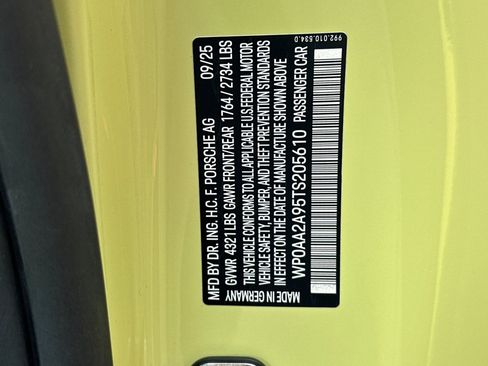 MFD BY DR. ING. H.C. F. PORSCHE AG 09/25
GVWR 4321 LBS GAWR FRONT/REAR 1764 / 2734 LBS
THIS VEHICLE CONFORMS TO ALL APPLICABLE U.S. FEDERAL MOTOR
VEHICLE SAFETY, BUMPER, AND THEFT PREVENTION STANDARDS
IN EFFECT ON THE DATE OF MANUFACTURE SHOWN ABOVE
WP0AA2A95TS205610 PASSENGER CAR
MADE IN GERMANY
992.010.534.0